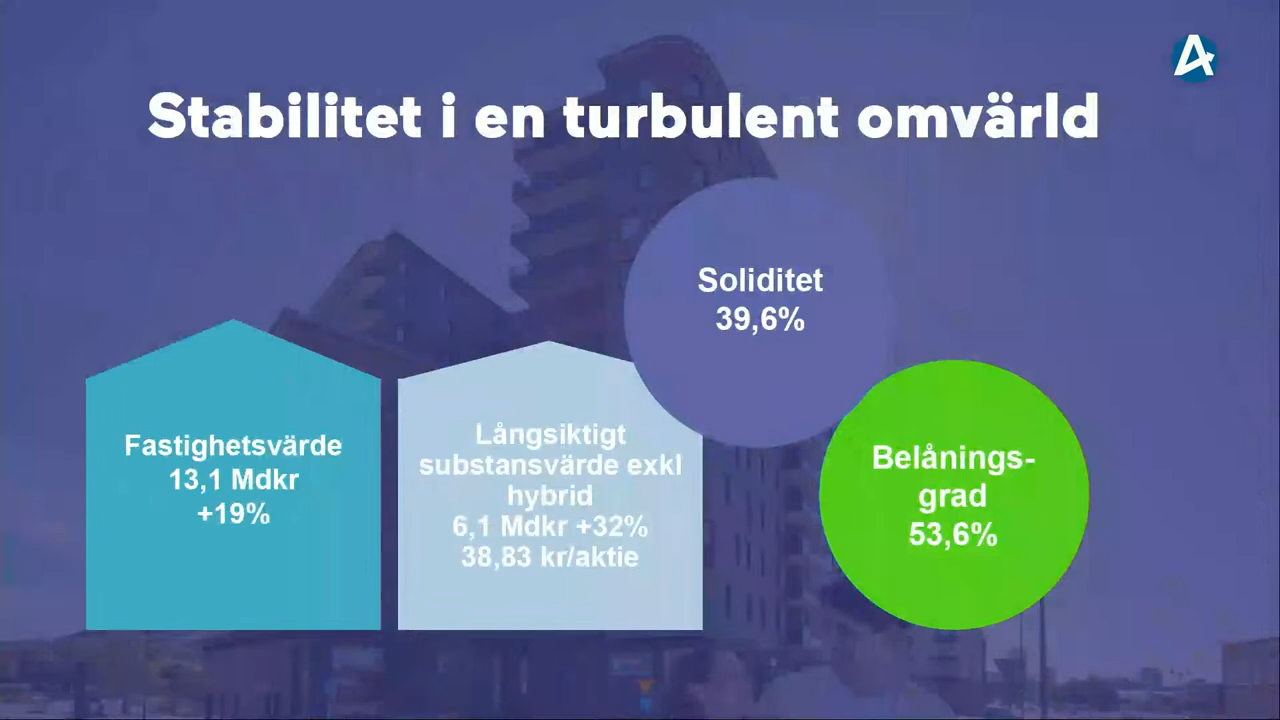 Stabilitet i en turbulent omvärld
Soliditet
39,6%
Fastighetsvärde
13,1 Mdkr
+19%
Långsiktigt
substansvärde exkl
hybrid
6,1 Mdkr +32%
38,83 kr/aktie
Belånings-
grad
53,6%